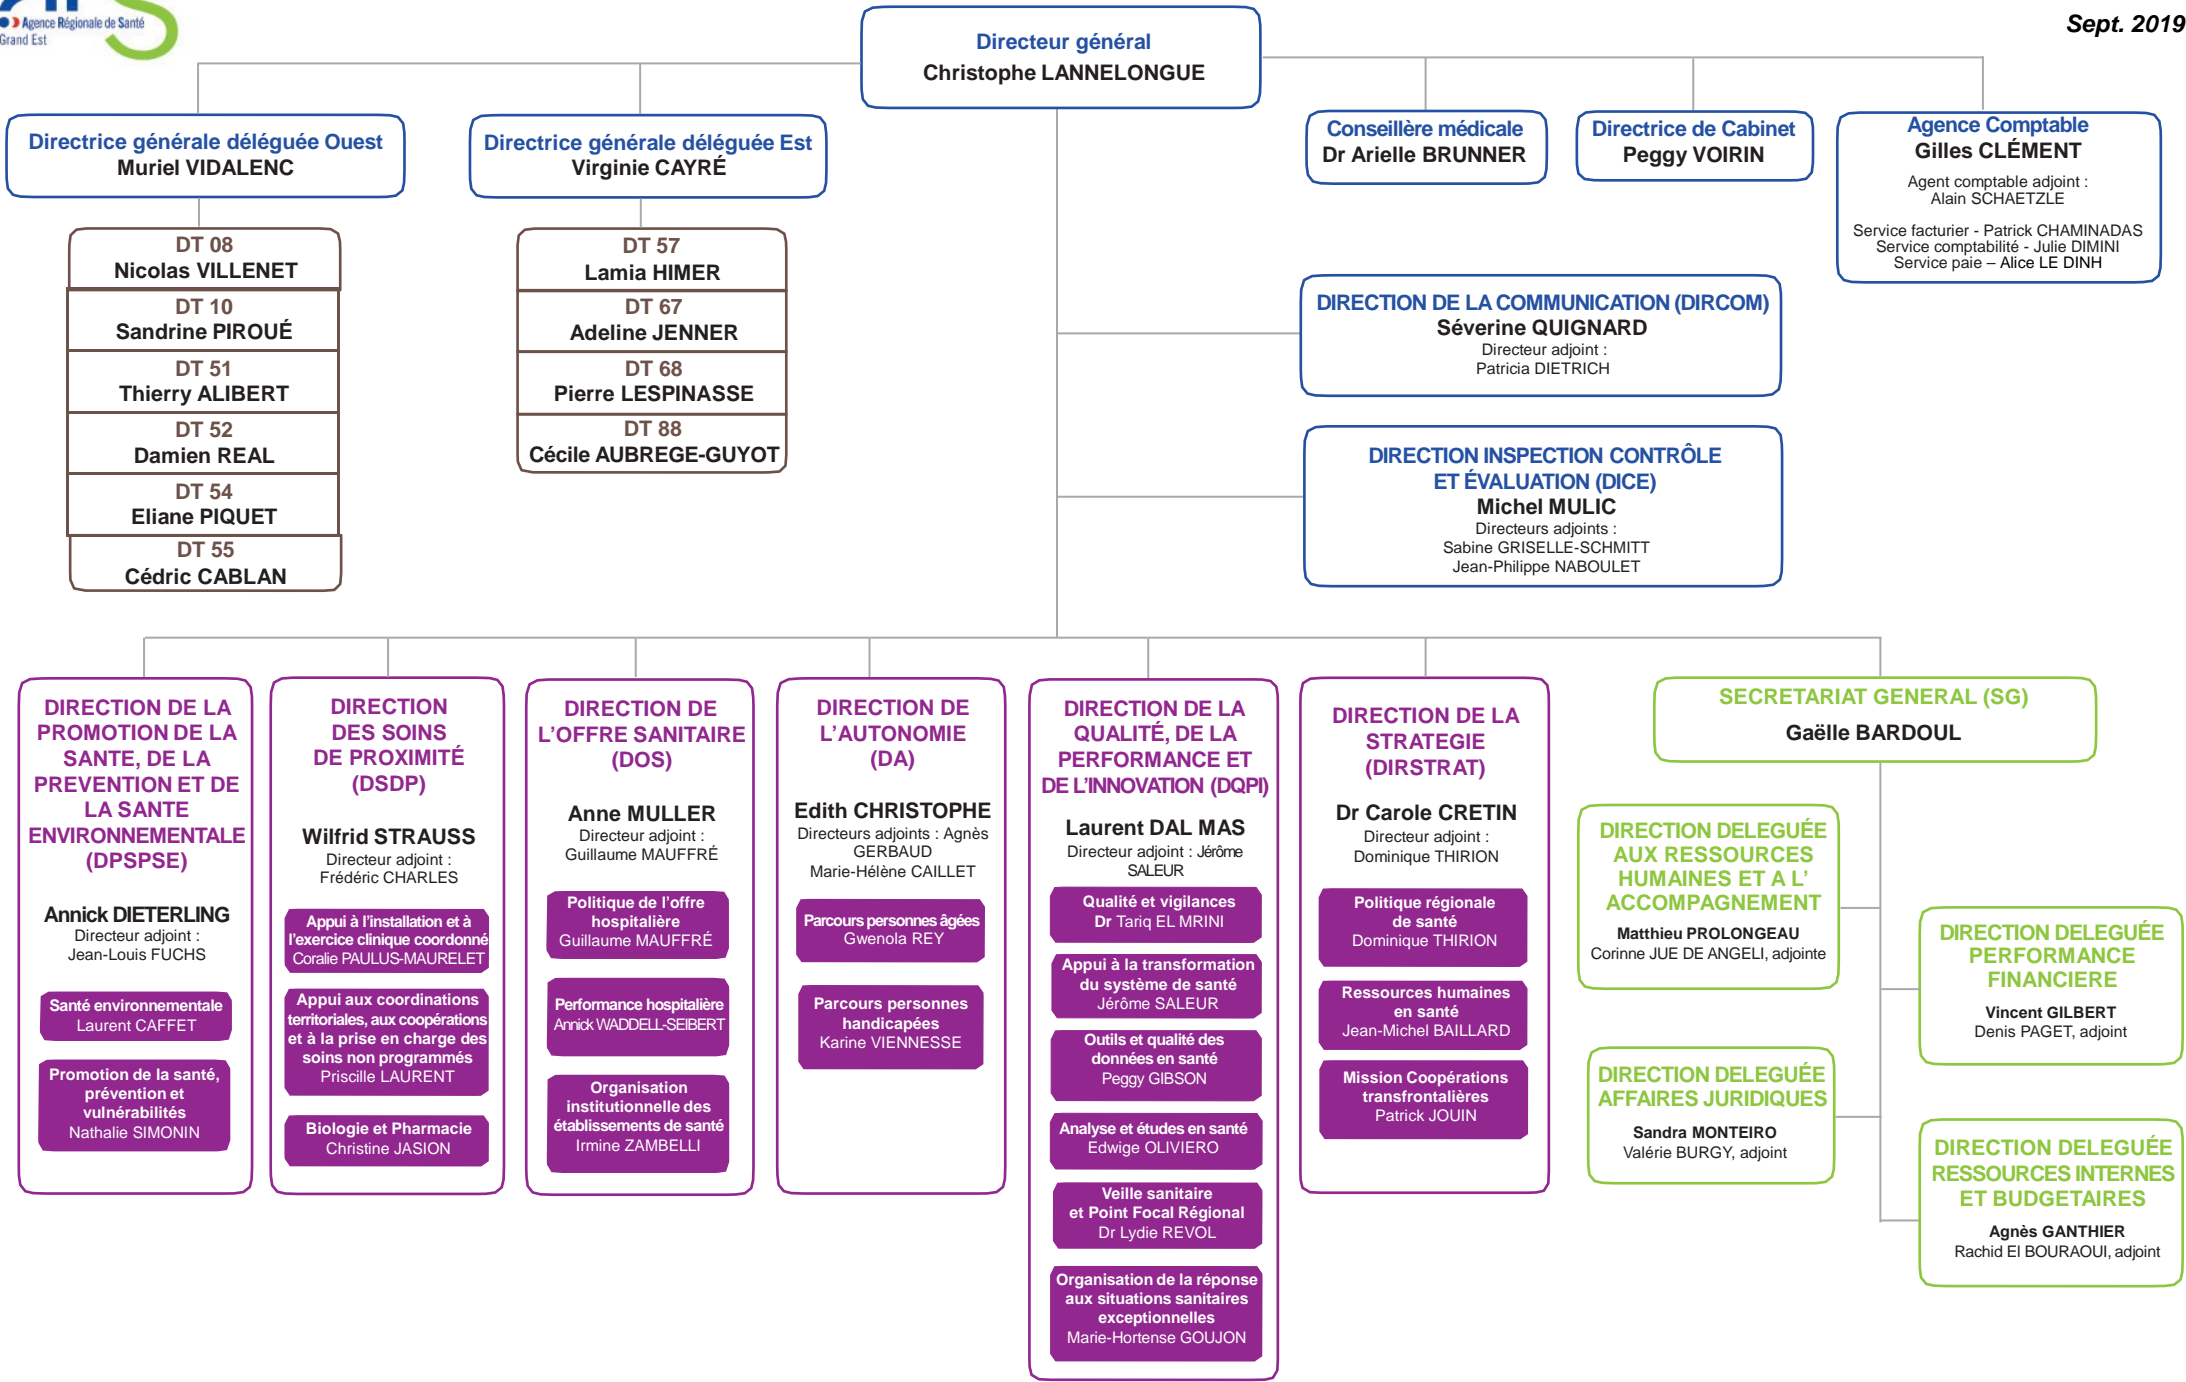 Agence Régionale de Santé
Grand Est
Sept. 2019
Directeur général
Christophe LANNELONGUE
Directrice générale déléguée Ouest
Muriel VIDALENC
Directrice générale déléguée Est
Virginie CAYRÉ
Conseillère médicale
Dr Arielle BRUNNER
Directrice de Cabinet
Peggy VOIRIN
Agence Comptable
Gilles CLÉMENT
Agent comptable adjoint :
Alain SCHAETZLE
Service facturier - Patrick CHAMINADAS
Service comptabilité - Julie DIMINI
Service paie – Alice LE DINH
DT 08
Nicolas VILLENET
DT 10
Sandrine PIROUÉ
DT 51
Thierry ALIBERT
DT 52
Damien REAL
DT 54
Eliane PIQUET
DT 55
Cédric CABLAN
DT 57
Lamia HIMER
DT 67
Adeline JENNER
DT 68
Pierre LESPINASSE
DT 88
Cécile AUBREGE-GUYOT
DIRECTION DE LA COMMUNICATION (DIRCOM)
Séverine QUIGNARD
Directeur adjoint :
Patricia DIETRICH
DIRECTION INSPECTION CONTRÔLE
ET ÉVALUATION (DICE)
Michel MULIC
Directeurs adjoints :
Sabine GRISELLE-SCHMITT
Jean-Philippe NABOULET
DIRECTION DE LA
PROMOTION DE LA
SANTE, DE LA
PREVENTION ET DE
LA SANTE
ENVIRONNEMENTALE
(DPSPSE)
Annick DIETERLING
Directeur adjoint :
Jean-Louis FUCHS
Santé environnementale
Laurent CAFFET
Promotion de la santé,
prévention et
vulnérabilités
Nathalie SIMONIN
DIRECTION
DES SOINS
DE PROXIMITÉ
(DSDP)
Wilfrid STRAUSS
Directeur adjoint :
Frédéric CHARLES
Appui à l'installation et à
l'exercice clinique coordonné
Coralie PAULUS-MAURELET
Appui aux coordinations
territoriales, aux coopérations
et à la prise en charge des
soins non programmés
Priscille LAURENT
Biologie et Pharmacie
Christine JASION
DIRECTION DE
L'OFFRE SANITAIRE
(DOS)
Anne MULLER
Directeur adjoint :
Guillaume MAUFFRÉ
Politique de l'offre
hospitalière
Guillaume MAUFFRÉ
Performance hospitalière
Annick WADDELL-SEIBERT
Organisation
institutionnelle des
établissements de santé
Irmine ZAMBELLI
DIRECTION DE
L'AUTONOMIE
(DA)
Edith CHRISTOPHE
Directeurs adjoints : Agnès
GERBAUD
Marie-Hélène CAILLET
Parcours personnes âgées
Gwenola REY
Parcours personnes
handicapées
Karine VIENNESSE
DIRECTION DE LA
QUALITÉ, DE LA
PERFORMANCE ET
DE L'INNOVATION (DQPI)
Laurent DAL MAS
Directeur adjoint : Jérôme
SALEUR
Qualité et vigilances
Dr Tariq EL MRINI
Appui à la transformation
du système de santé
Jérôme SALEUR
Outils et qualité des
données en santé
Peggy GIBSON
Analyse et études en santé
Edwige OLIVIERO
Veille sanitaire
et Point Focal Régional
Dr Lydie REVOL
Organisation de la réponse
aux situations sanitaires
exceptionnelles
Marie-Hortense GOUJON
DIRECTION DE LA
STRATEGIE
(DIRSTRAT)
Dr Carole CRETIN
Directeur adjoint :
Dominique THIRION
Politique régionale
de santé
Dominique THIRION
Ressources humaines
en santé
Jean-Michel BAILLARD
Mission Coopérations
transfrontalières
Patrick JOUIN
SECRETARIAT GENERAL (SG)
Gaëlle BARDOUL
DIRECTION DELEGUÉE
AUX RESSOURCES
HUMAINES ET A L'
ACCOMPAGNEMENT
Matthieu PROLONGEAU
Corinne JUE DE ANGELI, adjointe
DIRECTION DELEGUÉE
PERFORMANCE
FINANCIERE
Vincent GILBERT
Denis PAGET, adjoint
DIRECTION DELEGUÉE
AFFAIRES JURIDIQUES
Sandra MONTEIRO
Valérie BURGY, adjoint
DIRECTION DELEGUÉE
RESSOURCES INTERNES
ET BUDGETAIRES
Agnès GANTHIER
Rachid El BOURAOUI, adjoint